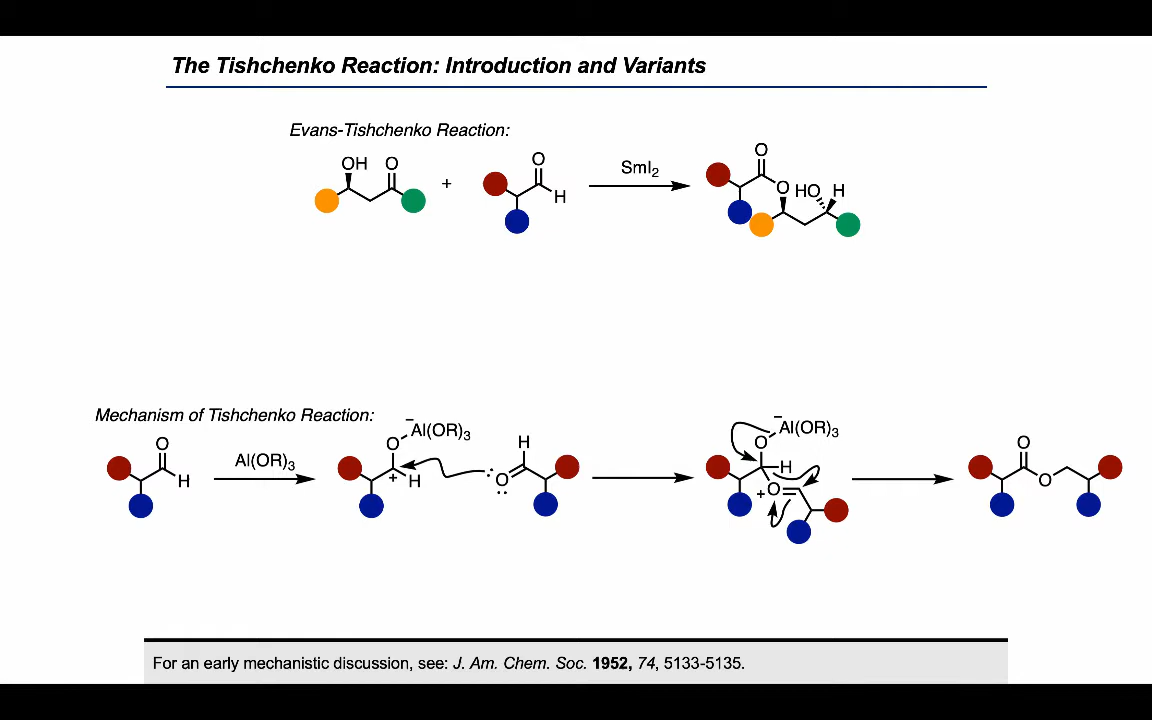 The Tishchenko Reaction: Introduction and Variants
Evans-Tishchenko Reaction:
OH O
+
O
H
SmI₂
O
O HO H
Mechanism of Tishchenko Reaction:
O
H
Al(OR)₃
−
O Al(OR)₃
+ H
H
O
−
O Al(OR)₃
H
+ O
O
O
For an early mechanistic discussion, see: J. Am. Chem. Soc. 1952, 74, 5133-5135.